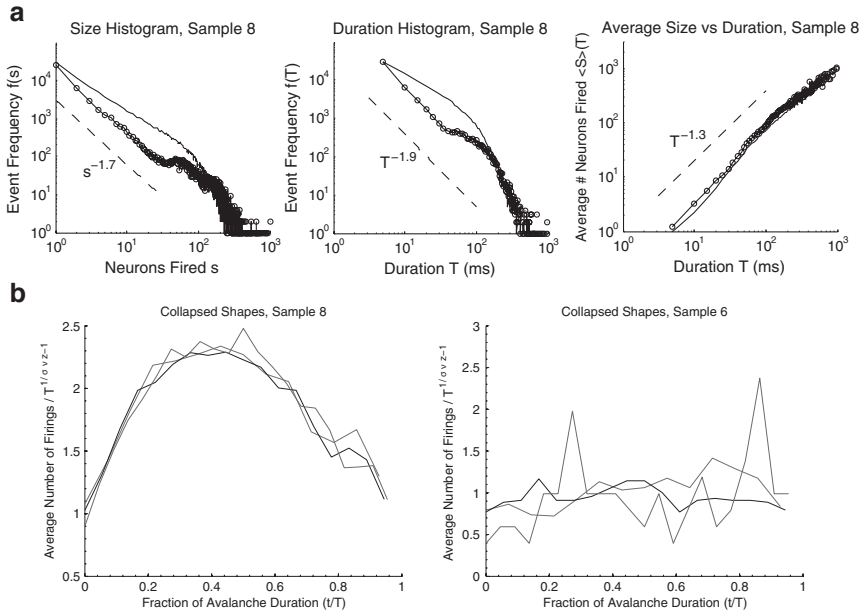 a
Size Histogram, Sample 8
Event Frequency f(s)
10^4
10^3
10^2
10^1
10^0
s^−1.7
10^0
10^1
10^2
10^3
Neurons Fired s
Duration Histogram, Sample 8
Event Frequency f(T)
10^4
10^3
10^2
10^1
10^0
T^−1.9
10^0
10^1
10^2
10^3
Duration T (ms)
Average Size vs Duration, Sample 8
Average # Neurons Fired <S>(T)
10^3
10^2
10^1
10^0
T^−1.3
10^0
10^1
10^2
10^3
Duration T (ms)
b
Collapsed Shapes, Sample 8
Average Number of Firings / T^1/σνz−1
2.5
2
1.5
1
0.5
0
0.2
0.4
0.6
0.8
1
Fraction of Avalanche Duration (t/T)
Collapsed Shapes, Sample 6
Average Number of Firings / T^1/σνz−1
3
2.5
2
1.5
1
0.5
0
0
0.2
0.4
0.6
0.8
1
Fraction of Avalanche Duration (t/T)